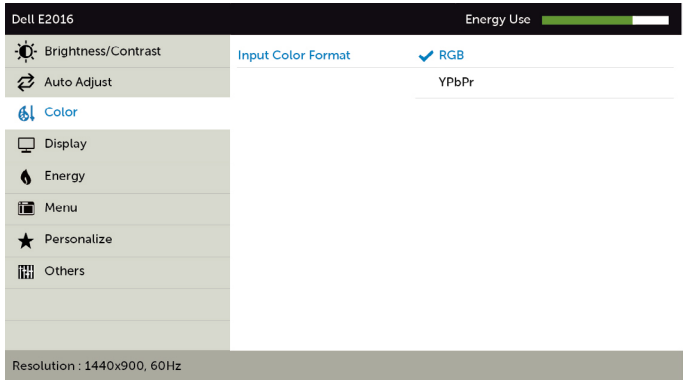 Dell E2016 Energy Use
Brightness/Contrast
Input Color Format RGB
Auto Adjust YPbPr
Color
Display
Energy
Menu
Personalize
Others
Resolution : 1440x900, 60Hz